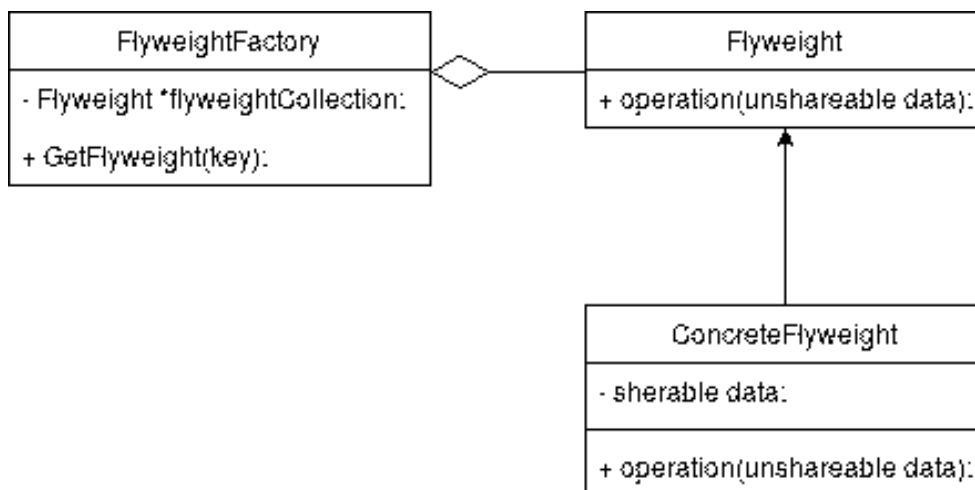 FlyweightFactory
- Flyweight *flyweightCollection:
+ GetFlyweight(key):
Flyweight
+ operation(unshareable data):
ConcreteFlyweight
- sherable data:
+ operation(unshareable data):